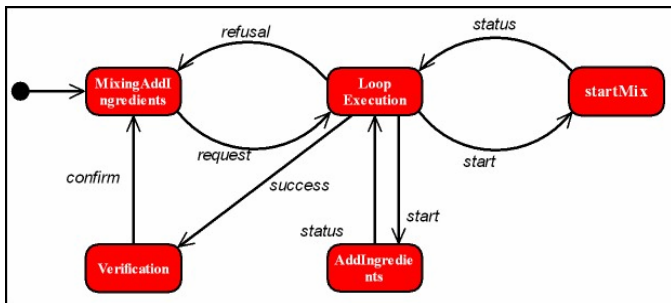 refusal
status
MixingAddI
ngredients
Loop
Execution
startMix
request
start
confirm
success
status
start
Verification
AddIngredie
nts